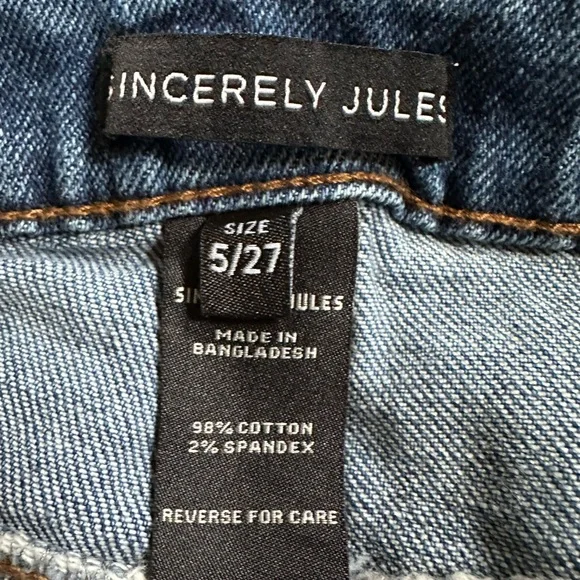 SINCERELY JULES
SIZE
5/27
JULES
MADE IN
BANGLADESH
98% COTTON
2% SPANDEX
REVERSE FOR CARE